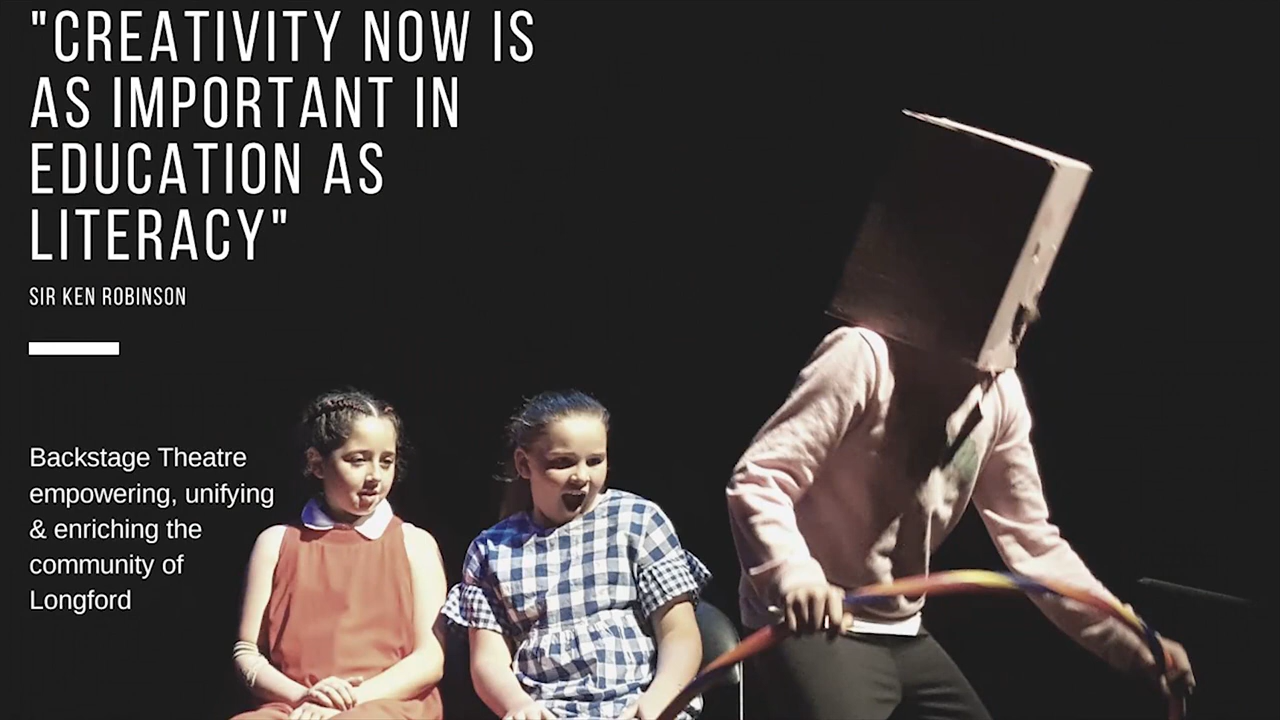 "CREATIVITY NOW IS
AS IMPORTANT IN
EDUCATION AS
LITERACY"
SIR KEN ROBINSON
Backstage Theatre
empowering, unifying
& enriching the
community of
Longford